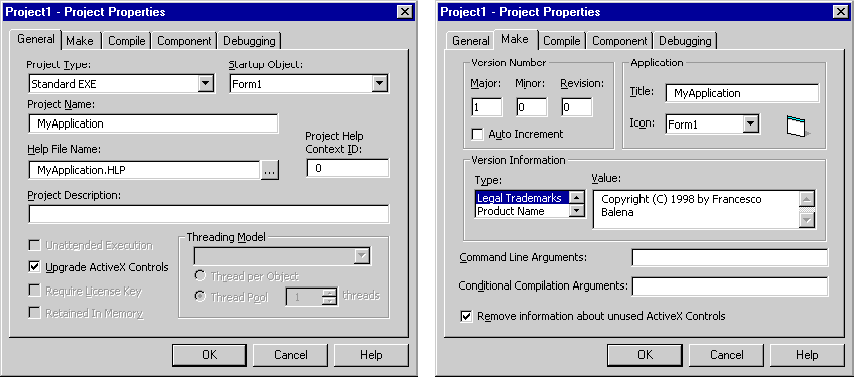 Project1 - Project Properties
General Make Compile Component Debugging
Project Type: Startup Object:
Standard EXE Form1
Project Name:
MyApplication
Project Help
Context ID:
Help File Name:
MyApplication.HLP ... 0
Project Description:
Unattended Execution
Upgrade ActiveX Controls
Require License Key
Retained In Memory
Threading Model
Thread per Object
Thread Pool 1 threads
OK Cancel Help
Project1 - Project Properties
General Make Compile Component Debugging
Version Number
Major: Minor: Revision:
1 0 0
Auto Increment
Application
Title: MyApplication
Icon: Form1
Version Information
Type: Value:
Legal Trademarks
Product Name
Copyright (C) 1998 by Francesco
Balena
Command Line Arguments:
Conditional Compilation Arguments:
Remove information about unused ActiveX Controls
OK Cancel Help